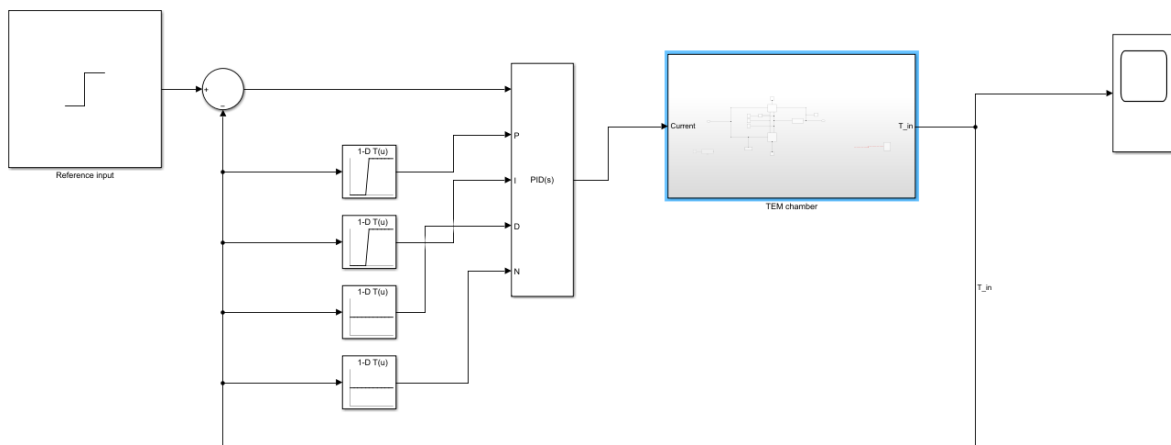 Reference input
+
−
1-D T(u)
1-D T(u)
1-D T(u)
1-D T(u)
P
I
D
N
PID(s)
Current
T_in
TEM chamber
T_in